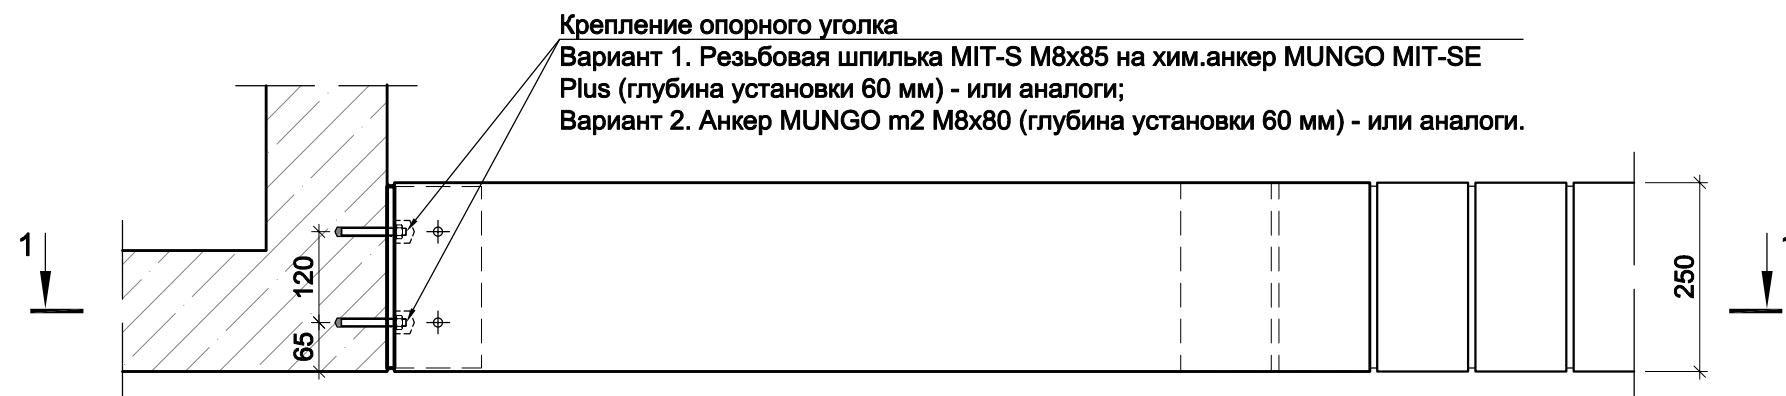 Крепление опорного уголка
Вариант 1. Резьбовая шпилька MIT-S M8x85 на хим.анкер MUNGO MIT-SE
Plus (глубина установки 60 мм) - или аналоги;
Вариант 2. Анкер MUNGO m2 M8x80 (глубина установки 60 мм) - или аналоги.
1
120
65
250
1